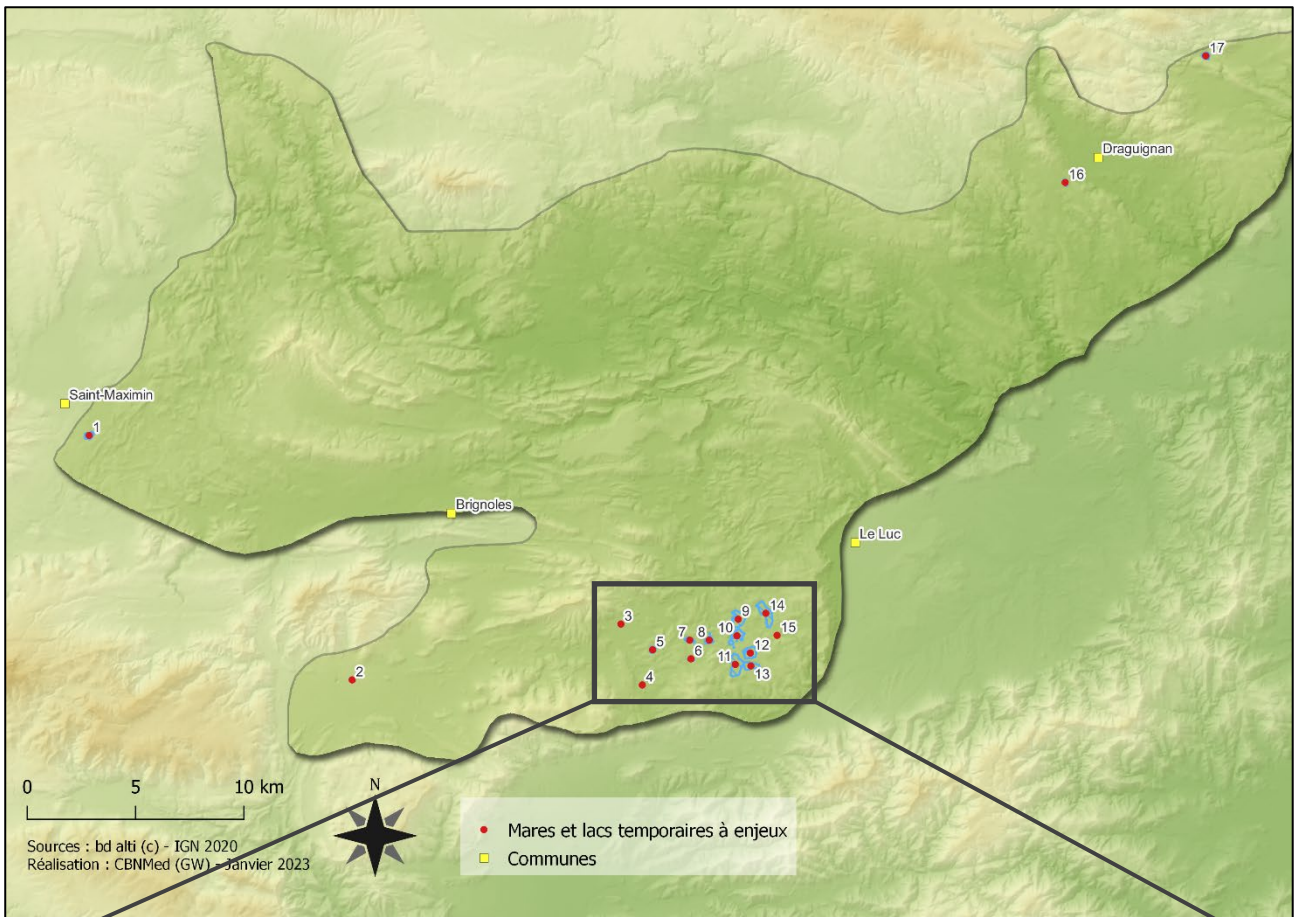 17
Draguignan
16
Saint-Maximin
1
Brignoles
Le Luc
3
9
14
10
15
7
8
5
6
12
11
13
4
2
0 5 10 km
N
Sources : bd alti (c) - IGN 2020
Réalisation : CBNMed (GW) - Janvier 2023
Mares et lacs temporaires à enjeux
Communes